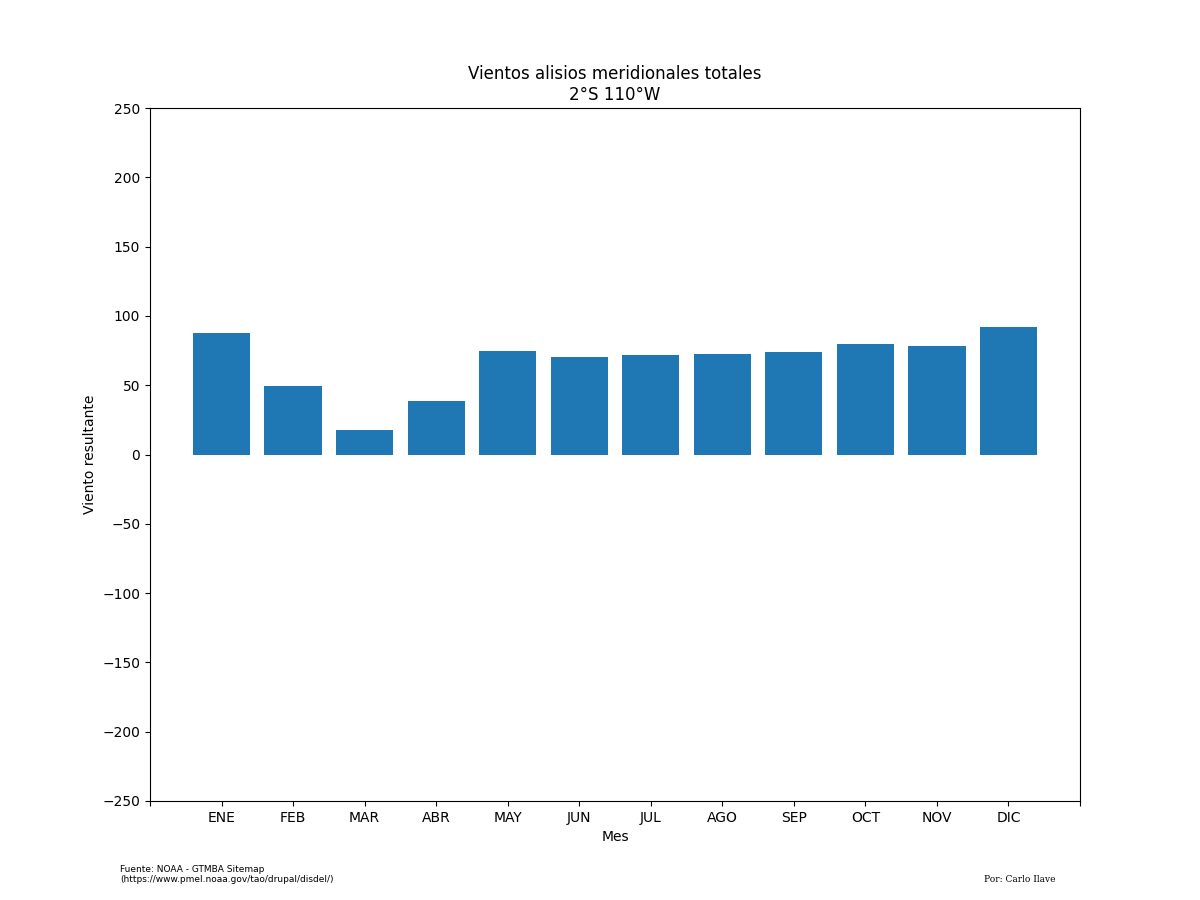 Vientos alisios meridionales totales
2°S 110°W
250
200
150
100
50
0
−50
−100
−150
−200
−250
Viento resultante
ENE FEB MAR ABR MAY JUN JUL AGO SEP OCT NOV DIC
Mes
Fuente: NOAA - GTMBA Sitemap
(https://www.pmel.noaa.gov/tao/drupal/disdel/)
Por: Carlo Ilave